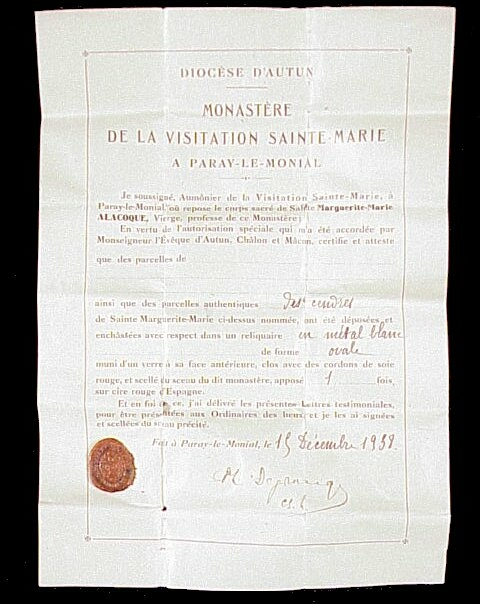 DIOCÈSE D'AUTUN
MONASTÈRE
DE LA VISITATION SAINTE-MARIE
A PARAY-LE-MONIAL
Je soussigné, Aumônier de la Visitation Sainte-Marie, à
Paray-le-Monial, où repose le corps sacré de Sainte Marguerite-Marie
ALACOQUE, Vierge, professe de ce Monastère ;
En vertu de l'autorisation spéciale qui m'a été accordée par
Monseigneur l'Évêque d'Autun, Châlon et Mâcon, certifie et atteste
que des parcelles de
ainsi que des parcelles authentiques des cendres
de Sainte Marguerite-Marie ci-dessus nommée, ont été déposées et
enchâssées avec respect dans un reliquaire en métal blanc
de forme ovale
muni d'un verre à sa face antérieure, clos avec des cordons de soie
rouge, et scellé du sceau du dit monastère, apposé 1 fois,
sur cire rouge d'Espagne.
Et en foi de ce, j'ai délivré les présentes Lettres testimoniales,
pour être présentées aux Ordinaires des lieux, et je les ai signées
et scellées du sceau précité.
Fait à Paray-le-Monial, le 15 Décembre 1938.